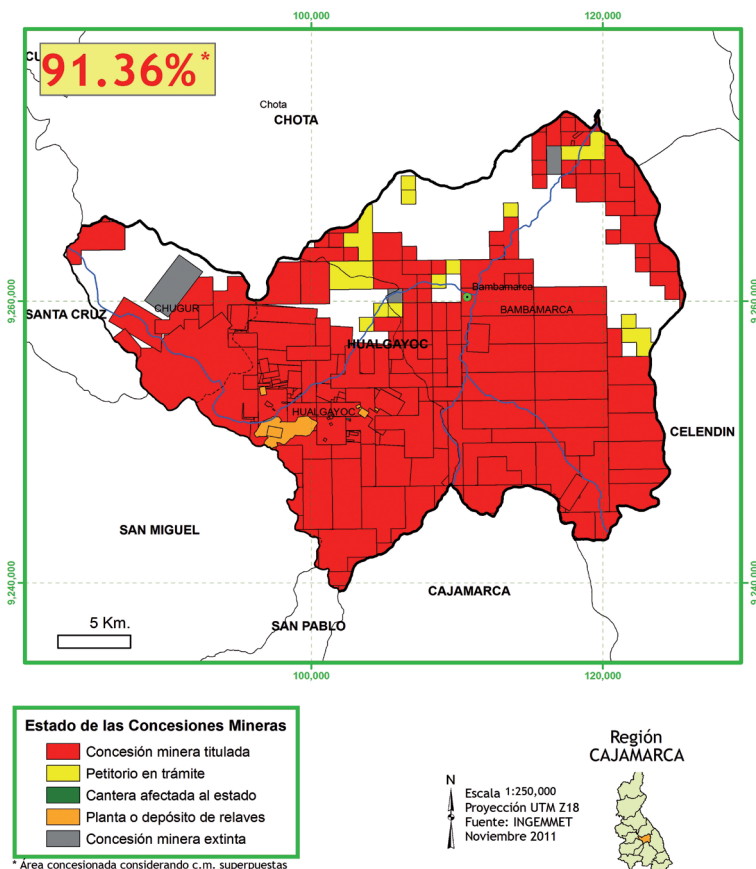 100,000
120,000
CU
91.36%*
Chota
CHOTA
9,260,000
9,260,000
Bambamarca
SANTA CRUZ
CHUGUR
BAMBAMARCA
HUALGAYOC
HUALGAYOC
CELENDIN
SAN MIGUEL
9,240,000
9,240,000
CAJAMARCA
5 Km.
SAN PABLO
100,000
120,000
Estado de las Concesiones Mineras
Concesión minera titulada
Petitorio en trámite
Cantera afectada al estado
Planta o depósito de relaves
Concesión minera extinta
* Área concesionada considerando c.m. superpuestas
N
Escala 1:250,000
Proyección UTM Z18
Fuente: INGEMMET
Noviembre 2011
Región
CAJAMARCA